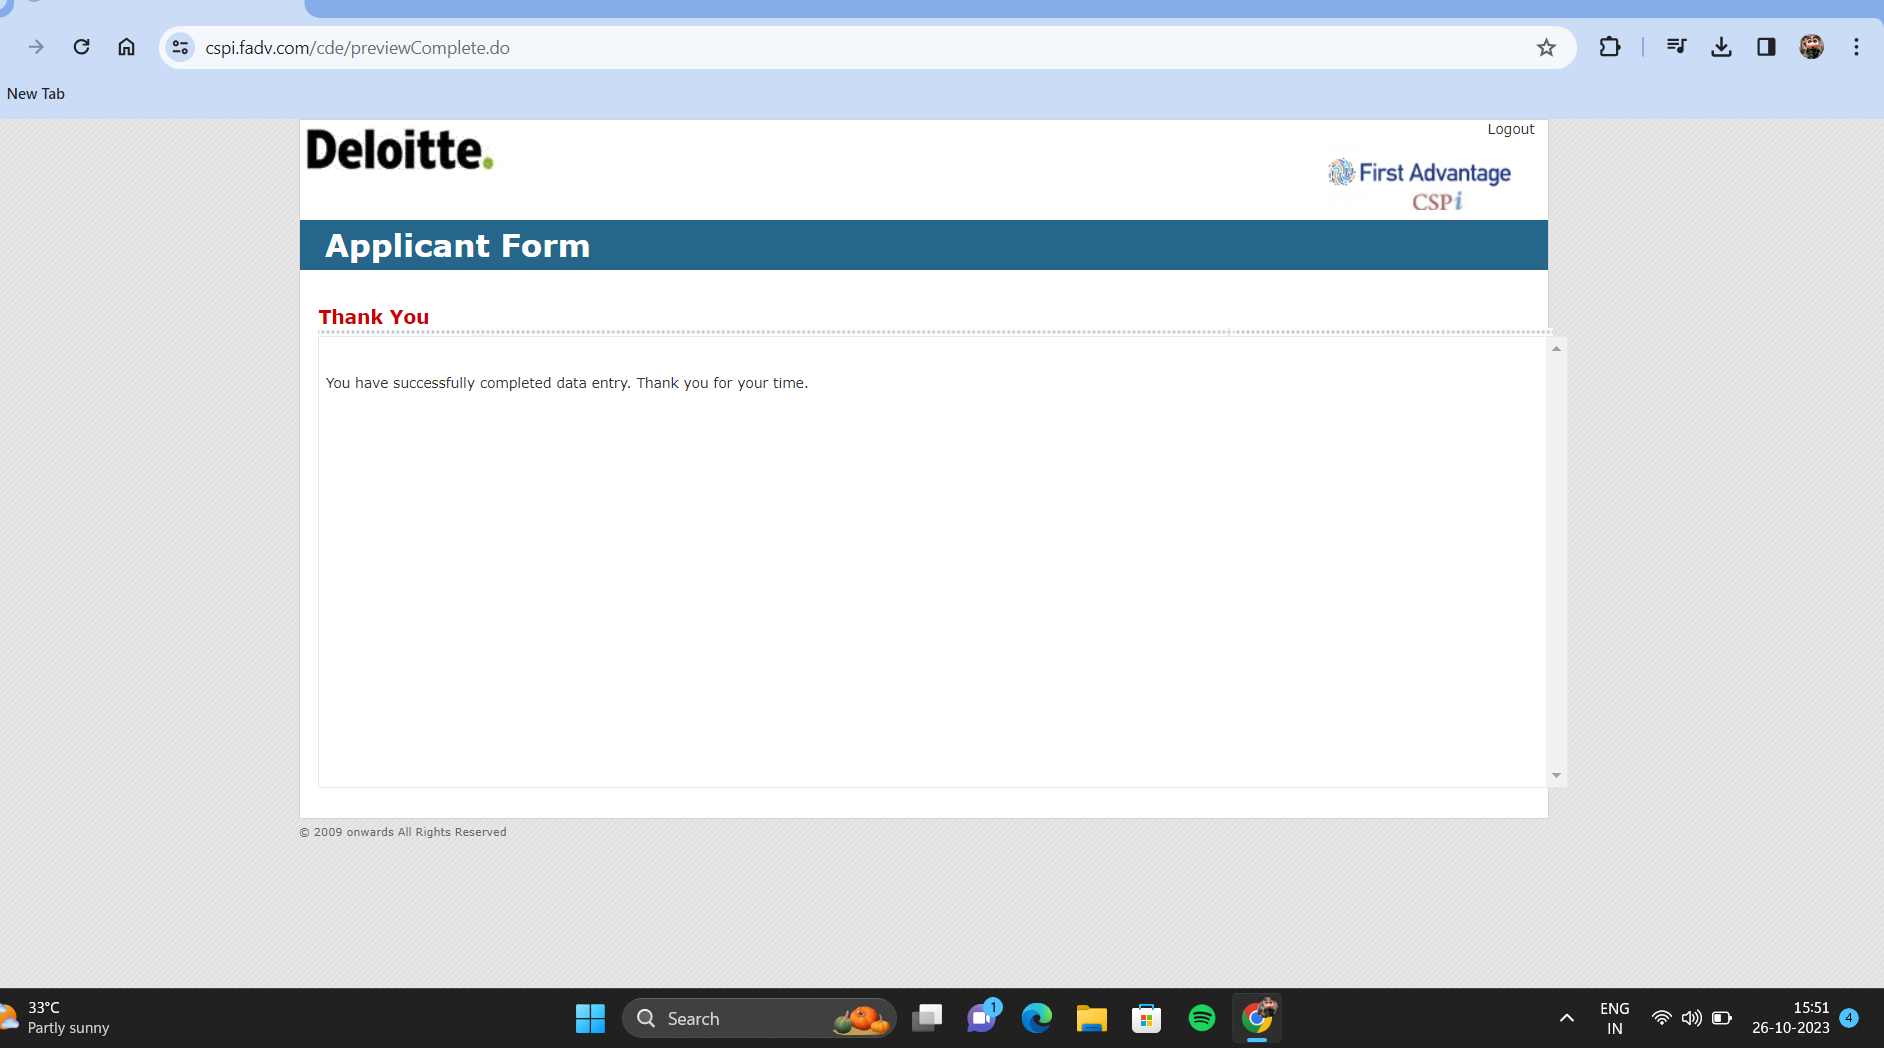 cspi.fadv.com/cde/previewComplete.do
New Tab
Deloitte.
Logout
First Advantage
CSPi
Applicant Form
Thank You
You have successfully completed data entry. Thank you for your time.
© 2009 onwards All Rights Reserved
33°C
Partly sunny
Search
1
ENG
IN
15:51
26-10-2023
4